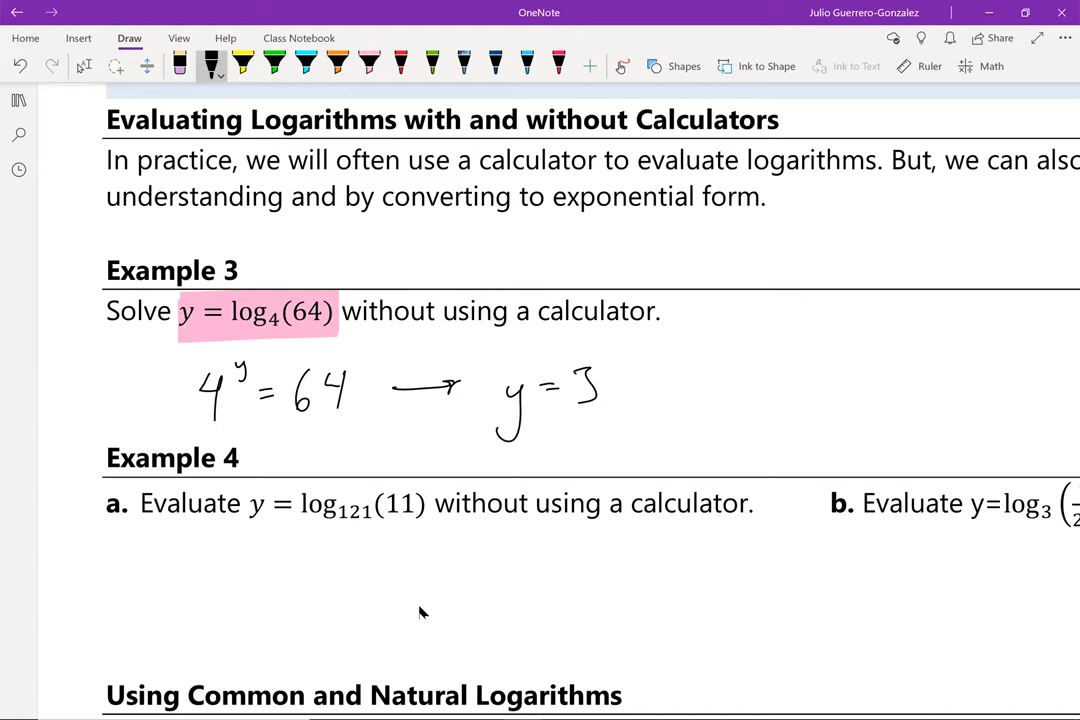 OneNote
Julio Guerrero-Gonzalez
Home Insert Draw View Help Class Notebook
Share
Shapes Ink to Shape Ink to Text Ruler Math
Evaluating Logarithms with and without Calculators
In practice, we will often use a calculator to evaluate logarithms. But, we can also
understanding and by converting to exponential form.
Example 3
Solve y = log₄(64) without using a calculator.
4^y = 64 → y = 3
Example 4
a. Evaluate y = log₁₂₁(11) without using a calculator. b. Evaluate y=log₃ (
Using Common and Natural Logarithms